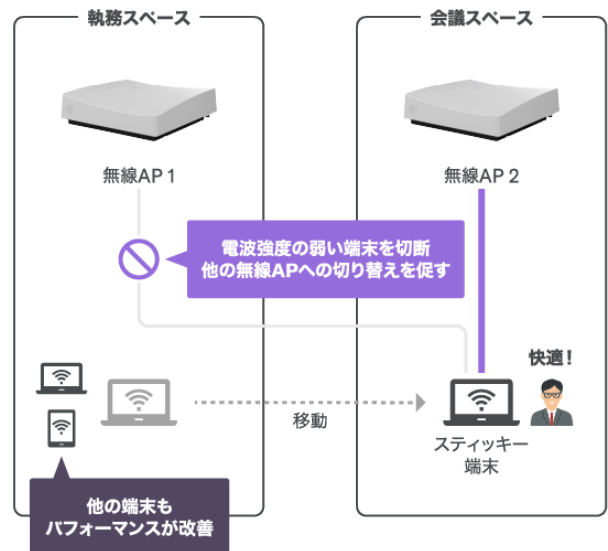 執務スペース
会議スペース
無線AP 1
無線AP 2
電波強度の弱い端末を切断
他の無線APへの切り替えを促す
快適!
移動
スティッキー
端末
他の端末も
パフォーマンスが改善